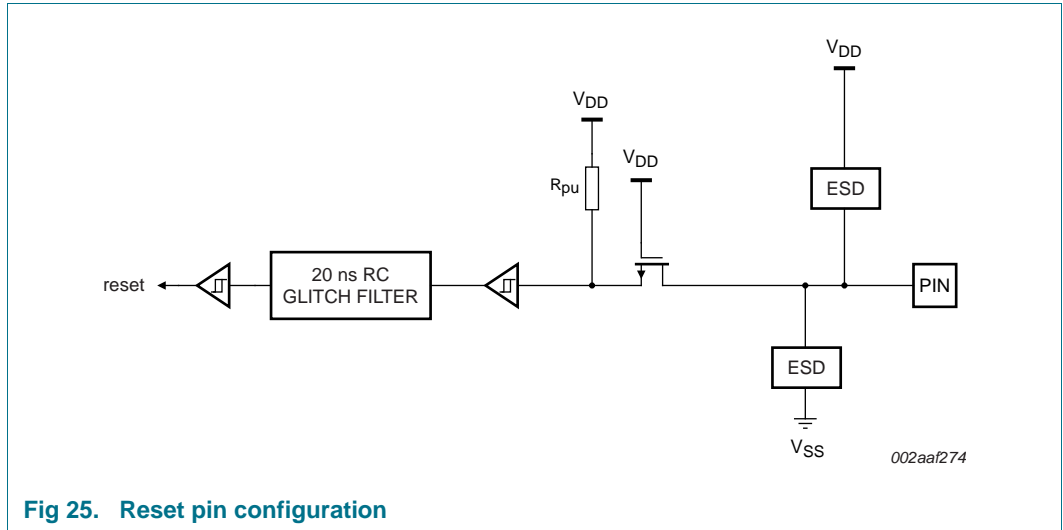 VDD
VDD
VDD
Rpu
ESD
reset
20 ns RC
GLITCH FILTER
PIN
ESD
VSS
002aaf274
Fig 25. Reset pin configuration